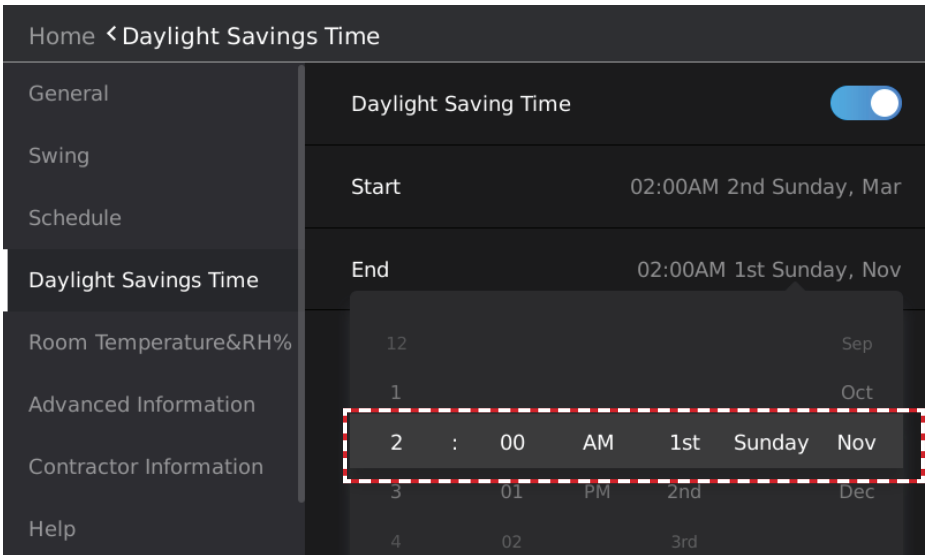 Home < Daylight Savings Time
General
Swing
Schedule
Daylight Savings Time
Room Temperature&RH%
Advanced Information
Contractor Information
Help
Daylight Saving Time
Start 02:00AM 2nd Sunday, Mar
End 02:00AM 1st Sunday, Nov
12 Sep
1 Oct
2 : 00 AM 1st Sunday Nov
3 01 PM 2nd Dec
4 02 3rd